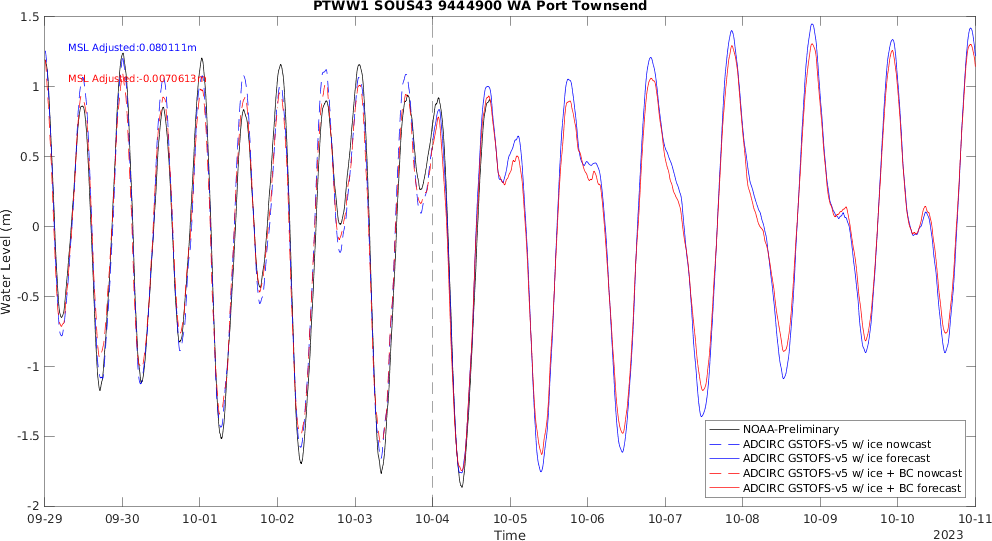 PTWW1 SOUS43 9444900 WA Port Townsend
MSL Adjusted:0.080111m
MSL Adjusted:-0.0070613m
Water Level (m)
1.5
1
0.5
0
-0.5
-1
-1.5
-2
NOAA-Preliminary
ADCIRC GSTOFS-v5 w/ ice nowcast
ADCIRC GSTOFS-v5 w/ ice forecast
ADCIRC GSTOFS-v5 w/ ice + BC nowcast
ADCIRC GSTOFS-v5 w/ ice + BC forecast
09-29 09-30 10-01 10-02 10-03 10-04 10-05 10-06 10-07 10-08 10-09 10-10 10-11
Time
2023